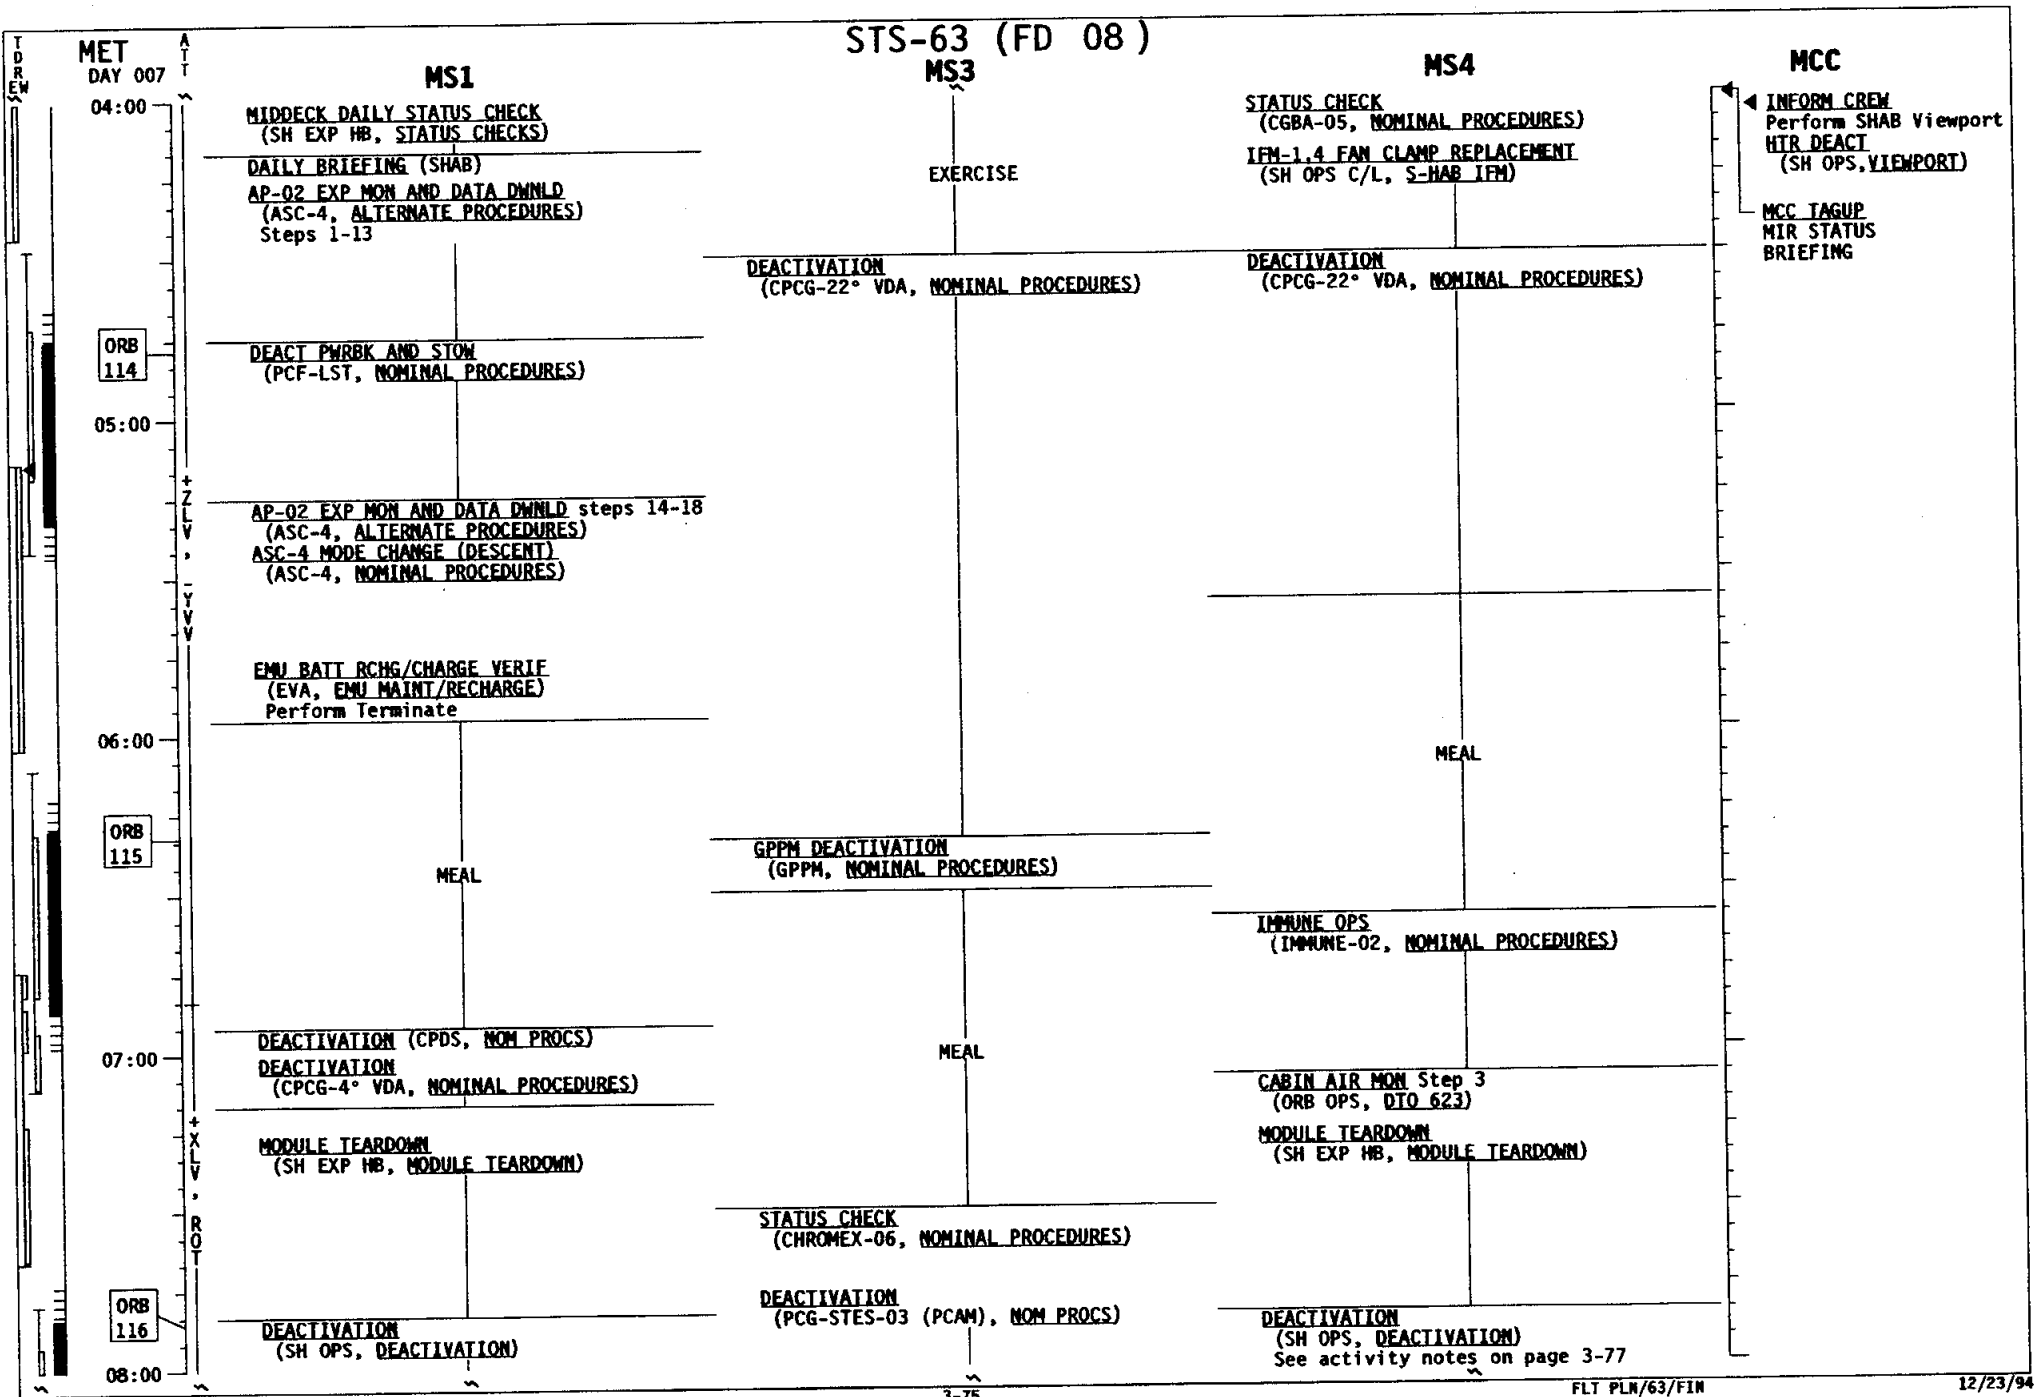 STS-63 (FD 08)
T D R E W
MET
DAY 007
A T T
MS1
MS3
MS4
MCC
04:00
05:00
06:00
07:00
08:00
ORB
114
ORB
115
ORB
116
+ZLV, -YVV
+XLV, ROT
MIDDECK DAILY STATUS CHECK
(SH EXP HB, STATUS CHECKS)
DAILY BRIEFING (SHAB)
AP-02 EXP MON AND DATA DWNLD
(ASC-4, ALTERNATE PROCEDURES)
Steps 1-13
DEACT PWRBK AND STOW
(PCF-LST, NOMINAL PROCEDURES)
AP-02 EXP MON AND DATA DWNLD steps 14-18
(ASC-4, ALTERNATE PROCEDURES)
ASC-4 MODE CHANGE (DESCENT)
(ASC-4, NOMINAL PROCEDURES)
EMU BATT RCHG/CHARGE VERIF
(EVA, EMU MAINT/RECHARGE)
Perform Terminate
MEAL
DEACTIVATION (CPDS, NOM PROCS)
DEACTIVATION
(CPCG-4° VDA, NOMINAL PROCEDURES)
MODULE TEARDOWN
(SH EXP HB, MODULE TEARDOWN)
DEACTIVATION
(SH OPS, DEACTIVATION)
EXERCISE
DEACTIVATION
(CPCG-22° VDA, NOMINAL PROCEDURES)
GPPM DEACTIVATION
(GPPM, NOMINAL PROCEDURES)
MEAL
STATUS CHECK
(CHROMEX-06, NOMINAL PROCEDURES)
DEACTIVATION
(PCG-STES-03 (PCAM), NOM PROCS)
STATUS CHECK
(CGBA-05, NOMINAL PROCEDURES)
IFM-1,4 FAN CLAMP REPLACEMENT
(SH OPS C/L, S-HAB IFM)
DEACTIVATION
(CPCG-22° VDA, NOMINAL PROCEDURES)
MEAL
IMMUNE OPS
(IMMUNE-02, NOMINAL PROCEDURES)
CABIN AIR MON Step 3
(ORB OPS, DTO 623)
MODULE TEARDOWN
(SH EXP HB, MODULE TEARDOWN)
DEACTIVATION
(SH OPS, DEACTIVATION)
See activity notes on page 3-77
INFORM CREW
Perform SHAB Viewport
HTR DEACT
(SH OPS,VIEWPORT)
MCC TAGUP
MIR STATUS
BRIEFING
3-75
FLT PLN/63/FIN
12/23/94